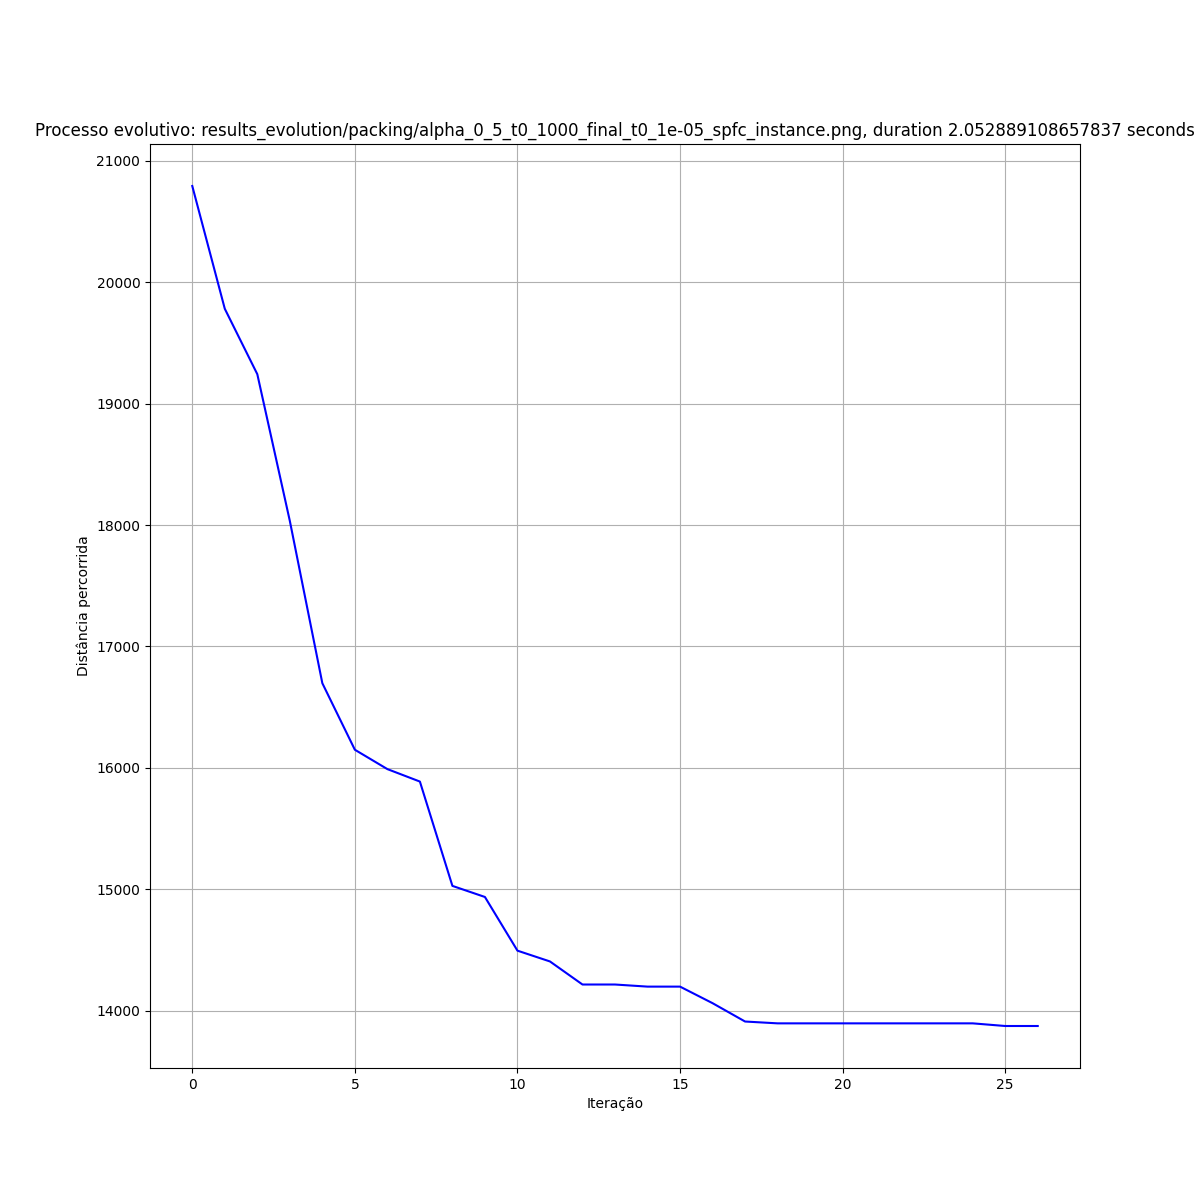 Processo evolutivo: results_evolution/packing/alpha_0_5_t0_1000_final_t0_1e-05_spfc_instance.png, duration 2.052889108657837 seconds
21000
20000
19000
18000
17000
16000
15000
14000
Distância percorrida
0 5 10 15 20 25
Iteração